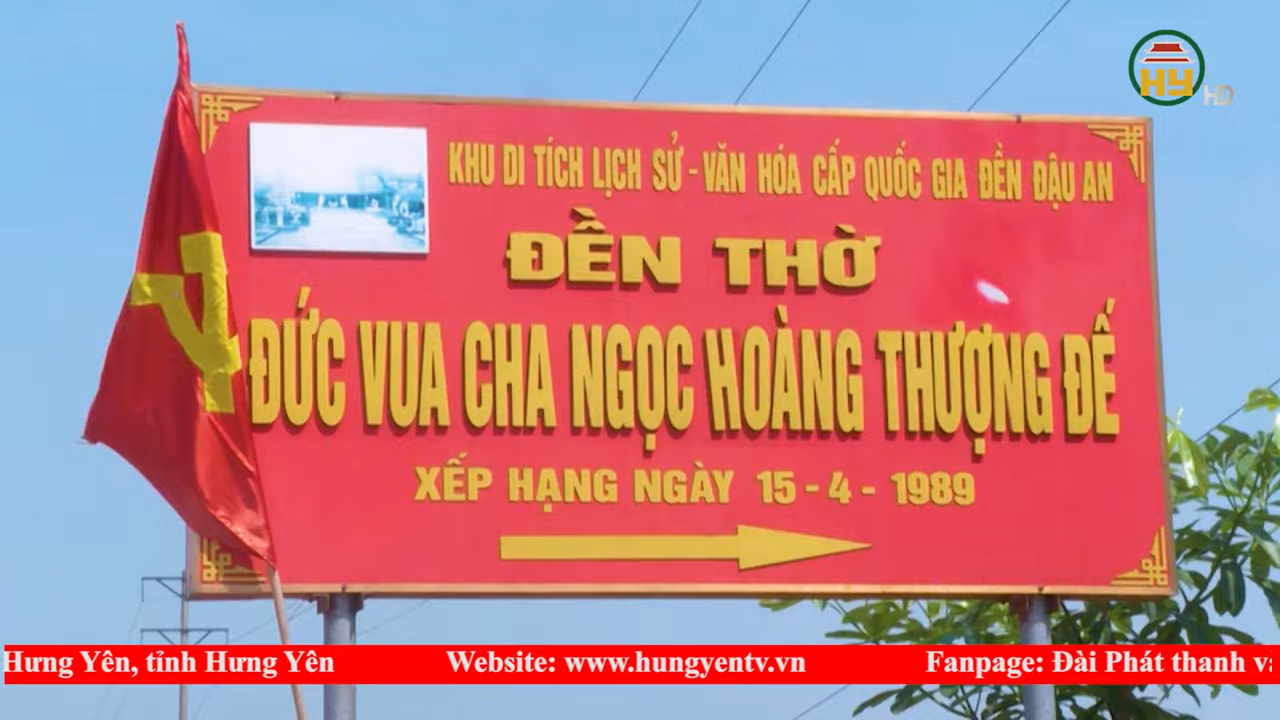 HY HD
KHU DI TÍCH LỊCH SỬ - VĂN HÓA CẤP QUỐC GIA ĐỀN ĐẬU AN
ĐỀN THỜ
ĐỨC VUA CHA NGỌC HOÀNG THƯỢNG ĐẾ
XẾP HẠNG NGÀY 15 - 4 - 1989
Hưng Yên, tỉnh Hưng Yên Website: www.hungyentv.vn Fanpage: Đài Phát thanh và